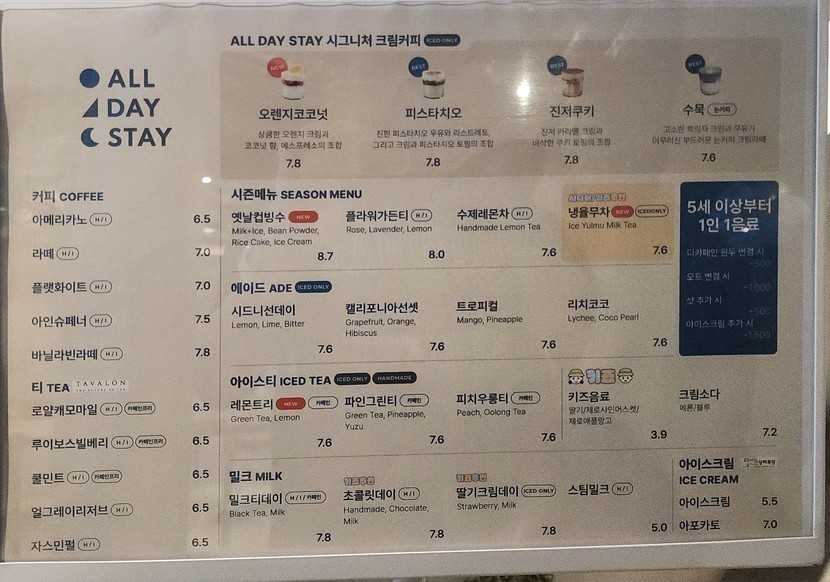 ALL
DAY
STAY
ALL DAY STAY 시그니처 크림커피 ICED ONLY
NEW
오렌지코코넛
상큼한 오렌지 크림과
코코넛 향, 에스프레소의 조합
7.8
BEST
피스타치오
진한 피스타치오 우유와 리스트레토,
그리고 크림과 피스타치오 토핑의 조합
7.8
BEST
진저쿠키
진저 카라멜 크림과
바삭한 쿠키 토핑의 조합
7.8
BEST
수묵 논커피
고소한 흑임자 크림과 우유가
어우러진 부드러운 논커피 크림라떼
7.6
커피 COFFEE
아메리카노 H/I 6.5
라떼 H/I 7.0
플랫화이트 H/I 7.0
아인슈페너 H/I 7.5
바닐라빈라떼 H/I 7.8
티 TEA TAVALON
로얄캐모마일 H/I 카페인프리 6.5
루이보스빌베리 H/I 카페인프리 6.5
쿨민트 H/I 카페인프리 6.5
얼그레이리저브 H/I 6.5
자스민펄 H/I 6.5
시즌메뉴 SEASON MENU
옛날컵빙수 NEW
Milk+Ice, Bean Powder,
Rice Cake, Ice Cream
8.7
플라워가든티 H/I
Rose, Lavender, Lemon
8.0
수제레몬차 H/I
Handmade Lemon Tea
7.6
시니어/키즈추천
냉율무차 NEW ICEDONLY
Ice Yulmu Milk Tea
7.6
에이드 ADE ICED ONLY
시드니선데이
Lemon, Lime, Bitter
7.6
캘리포니아선셋
Grapefruit, Orange,
Hibiscus
7.6
트로피컬
Mango, Pineapple
7.6
리치코코
Lychee, Coco Pearl
7.6
5세 이상부터
1인 1음료
디카페인 원두 변경 시
+500
오트 변경 시
+1,000
샷 추가 시
+500
아이스크림 추가 시
+1,500
아이스티 ICED TEA ICED ONLY HANDMADE
레몬트리 NEW 카페인
Green Tea, Lemon
7.6
파인그린티 카페인
Green Tea, Pineapple,
Yuzu
7.6
피치우롱티 카페인
Peach, Oolong Tea
7.6
키즈
키즈음료
딸기/제로샤인머스켓/
제로애플망고
3.9
크림소다
메론/블루
7.2
밀크 MILK
밀크티데이 H/I/카페인
Black Tea, Milk
7.8
키즈추천
초콜릿데이 H/I
Handmade, Chocolate,
Milk
7.8
키즈추천
딸기크림데이 ICED ONLY
Strawberry, Milk
7.8
스팀밀크 H/I
5.0
아이스크림
ICE CREAM
아이스크림 5.5
아포카토 7.0